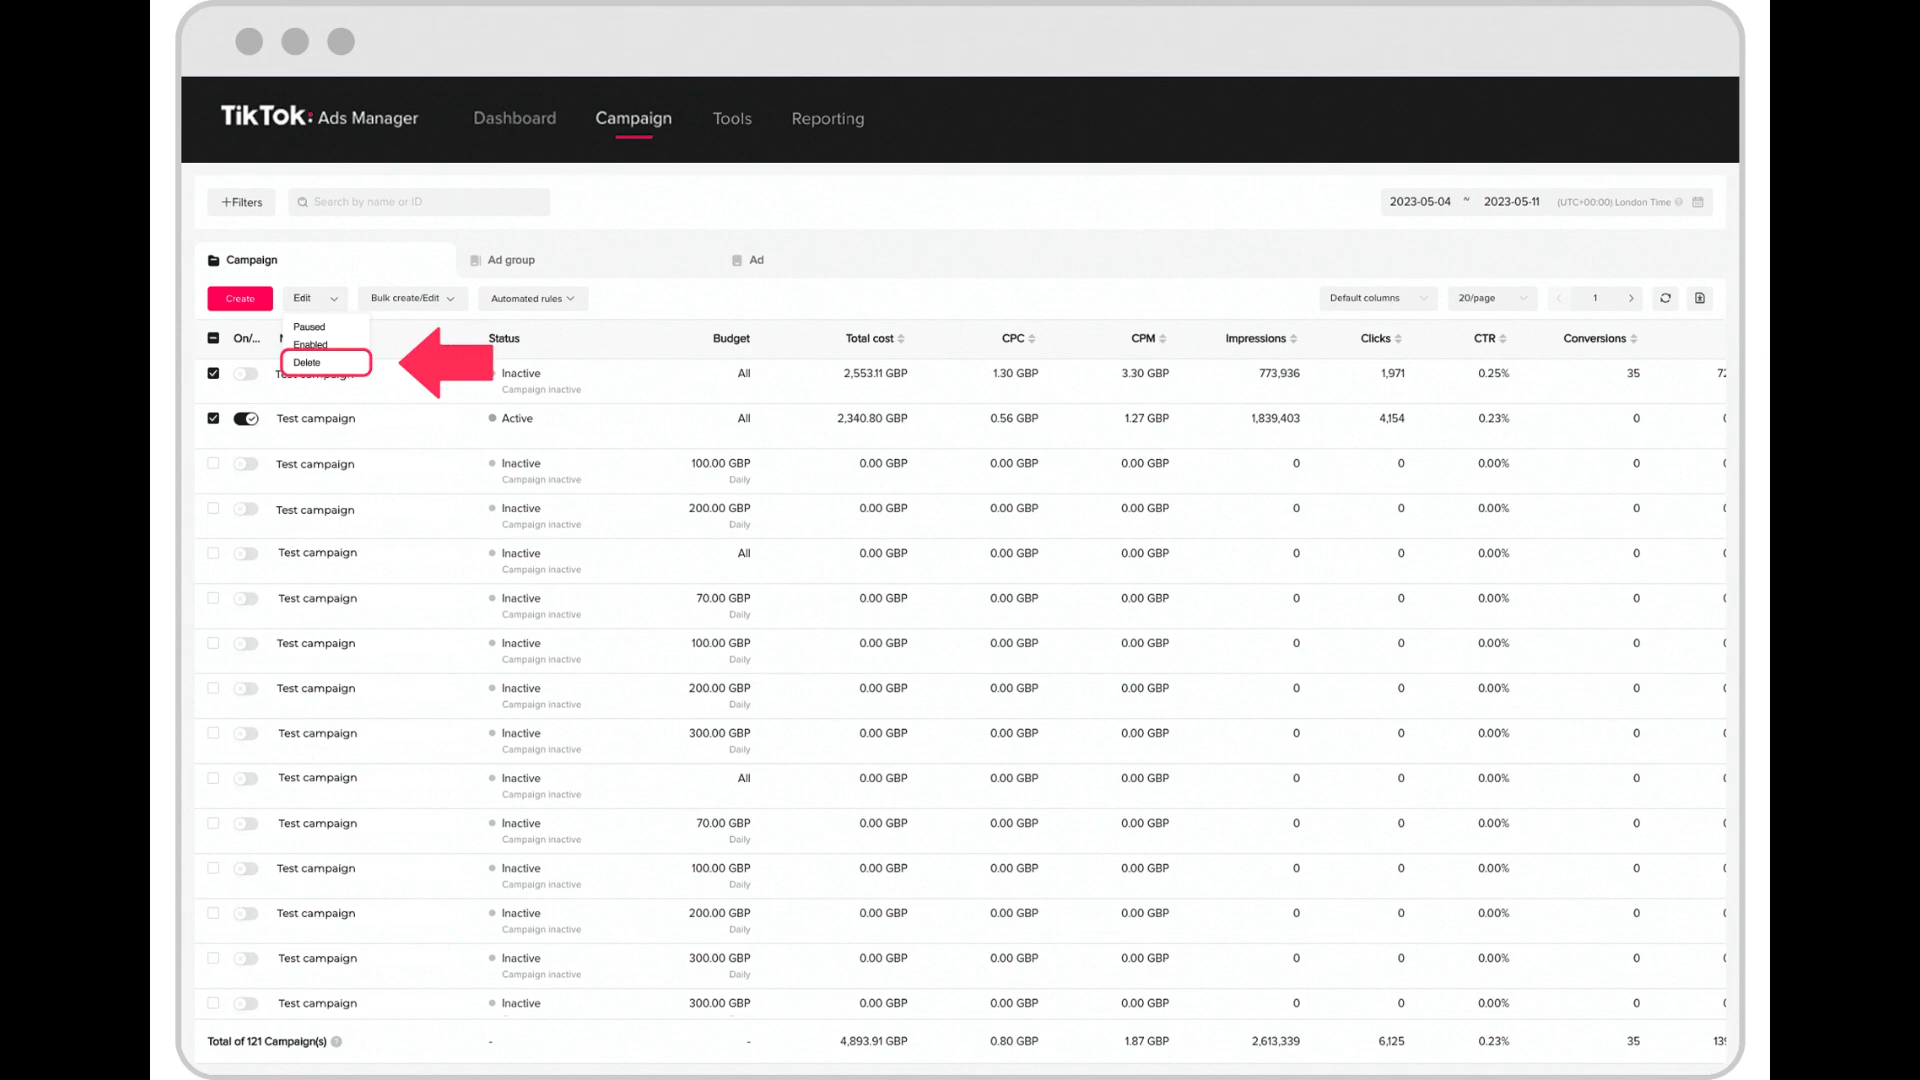 TikTok: Ads Manager Dashboard Campaign Tools Reporting
+Filters Search by name or ID 2023-05-04 ~ 2023-05-11 (UTC+00:00) London Time
Campaign Ad group Ad
Create Edit Bulk create/Edit Automated rules Default columns 20/page 1
Paused
Enabled
Delete
On/... Status Budget Total cost CPC CPM Impressions Clicks CTR Conversions
Test campaign Inactive All 2,553.11 GBP 1.30 GBP 3.30 GBP 773,936 1,971 0.25% 35
Campaign inactive
Test campaign Active All 2,340.80 GBP 0.56 GBP 1.27 GBP 1,839,403 4,154 0.23% 0
Test campaign Inactive 100.00 GBP 0.00 GBP 0.00 GBP 0.00 GBP 0 0 0.00% 0
Campaign inactive Daily
Test campaign Inactive 200.00 GBP 0.00 GBP 0.00 GBP 0.00 GBP 0 0 0.00% 0
Campaign inactive Daily
Test campaign Inactive All 0.00 GBP 0.00 GBP 0.00 GBP 0 0 0.00% 0
Campaign inactive
Test campaign Inactive 70.00 GBP 0.00 GBP 0.00 GBP 0.00 GBP 0 0 0.00% 0
Campaign inactive Daily
Test campaign Inactive 100.00 GBP 0.00 GBP 0.00 GBP 0.00 GBP 0 0 0.00% 0
Campaign inactive Daily
Test campaign Inactive 200.00 GBP 0.00 GBP 0.00 GBP 0.00 GBP 0 0 0.00% 0
Campaign inactive Daily
Test campaign Inactive 300.00 GBP 0.00 GBP 0.00 GBP 0.00 GBP 0 0 0.00% 0
Campaign inactive Daily
Test campaign Inactive All 0.00 GBP 0.00 GBP 0.00 GBP 0 0 0.00% 0
Campaign inactive
Test campaign Inactive 70.00 GBP 0.00 GBP 0.00 GBP 0.00 GBP 0 0 0.00% 0
Campaign inactive Daily
Test campaign Inactive 100.00 GBP 0.00 GBP 0.00 GBP 0.00 GBP 0 0 0.00% 0
Campaign inactive Daily
Test campaign Inactive 200.00 GBP 0.00 GBP 0.00 GBP 0.00 GBP 0 0 0.00% 0
Campaign inactive Daily
Test campaign Inactive 300.00 GBP 0.00 GBP 0.00 GBP 0.00 GBP 0 0 0.00% 0
Campaign inactive Daily
Test campaign Inactive 300.00 GBP 0.00 GBP 0.00 GBP 0.00 GBP 0 0 0.00% 0
Total of 121 Campaign(s) - - 4,893.91 GBP 0.80 GBP 1.87 GBP 2,613,339 6,125 0.23% 35